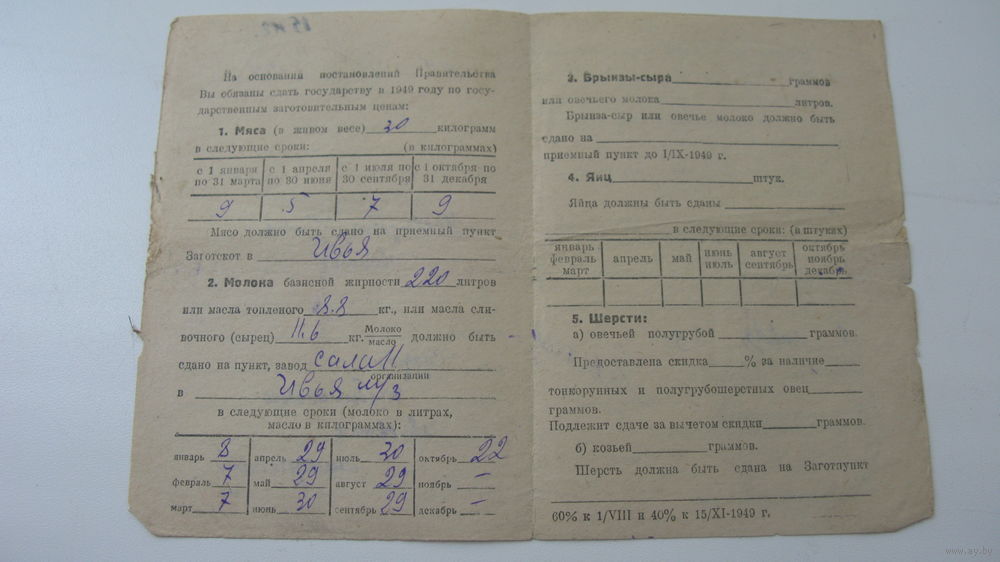 На основании постановлений Правительства
Вы обязаны сдать государству в 1949 году по госу-
дарственным заготовительным ценам:
1. Мяса (в живом весе) 30 килограмм
в следующие сроки: (в килограммах)
с 1 января по 31 марта с 1 апреля по 30 июня с 1 июля по 30 сентября с 1 октября по 31 декабря
9 5 7 9
Мясо должно быть сдано на приемный пункт
Заготскот в Ивья
2. Молока базисной жирности 220 литров
или масла топленого 8.8 кг., или масла сли-
вочного (сырец) 11.6 кг. Молоко масло должно быть
сдано на пункт, завод
организации
в Ивья
в следующие сроки (молоко в литрах,
масло в килограммах):
январь 8 апрель 29 июль 30 октябрь 22
февраль 7 май 29 август 29 ноябрь —
март 7 июнь 30 сентябрь 29 декабрь —
3. Брынзы-сыра граммов
или овечьего молока литров.
Брынза-сыр или овечье молоко должно быть
сдано на
приемный пункт до 1/IX-1949 г.
4. Яиц штук.
Яйца должны быть сданы
в следующие сроки: (в штуках)
январь февраль март апрель май июнь июль август сентябрь октябрь ноябрь декабрь
5. Шерсти:
а) овечьей полугрубой граммов.
Предоставлена скидка % за наличие
тонкорунных и полугрубошерстных овец
граммов.
Подлежит сдаче за вычетом скидки граммов.
б) козьей граммов.
Шерсть должна быть сдана на Заготпункт
60% к 1/VIII и 40% к 15/XI-1949 г.
www.ay.by